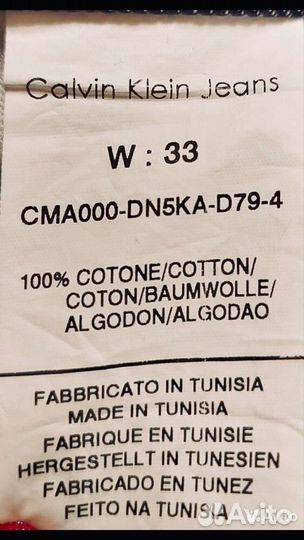 Calvin Klein Jeans
W : 33
CMA000-DN5KA-D79-4
100% COTONE/COTTON/
COTON/BAUMWOLLE/
ALGODON/ALGODAO
FABBRICATO IN TUNISIA
MADE IN TUNISIA
FABRIQUE EN TUNISIE
HERGESTELLT IN TUNESIEN
FABRICADO EN TUNEZ
FEITO NA TUNISIA
Avito